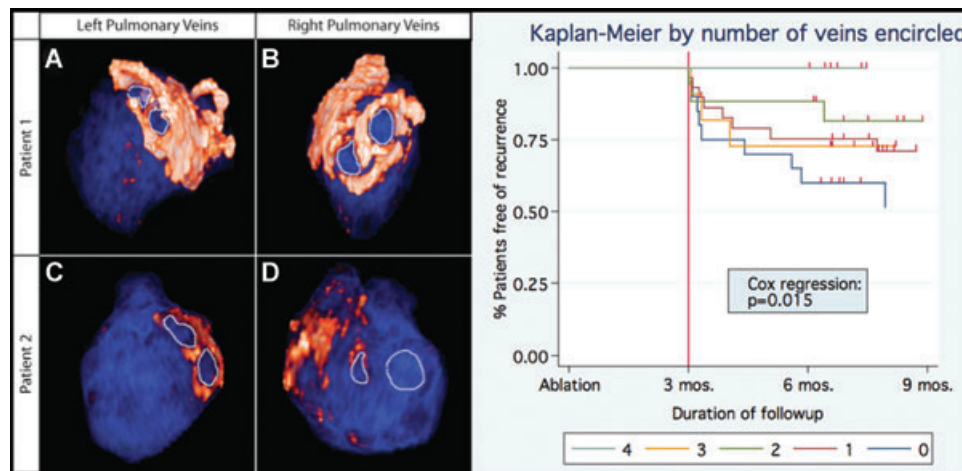 Left Pulmonary Veins
Right Pulmonary Veins
Patient 1
A
B
Patient 2
C
D
Kaplan-Meier by number of veins encircled
% Patients free of recurrence
1.00
0.75
0.50
0.25
0.00
Cox regression:
p=0.015
Ablation 3 mos. 6 mos. 9 mos.
Duration of followup
4 3 2 1 0